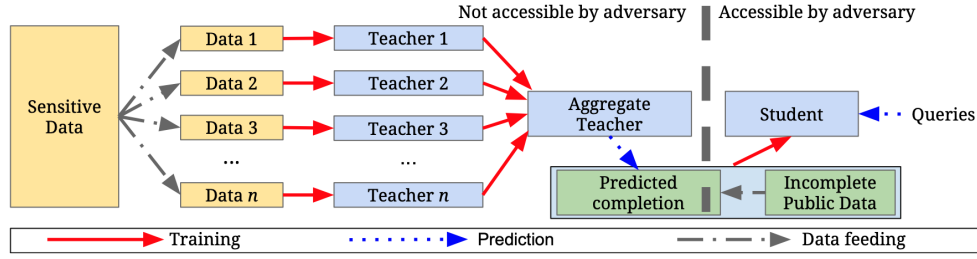 Not accessible by adversary
Accessible by adversary
Sensitive
Data
Data 1
Teacher 1
Data 2
Teacher 2
Data 3
Teacher 3
...
...
Data n
Teacher n
Aggregate
Teacher
Student
Queries
Predicted
completion
Incomplete
Public Data
Training
Prediction
Data feeding